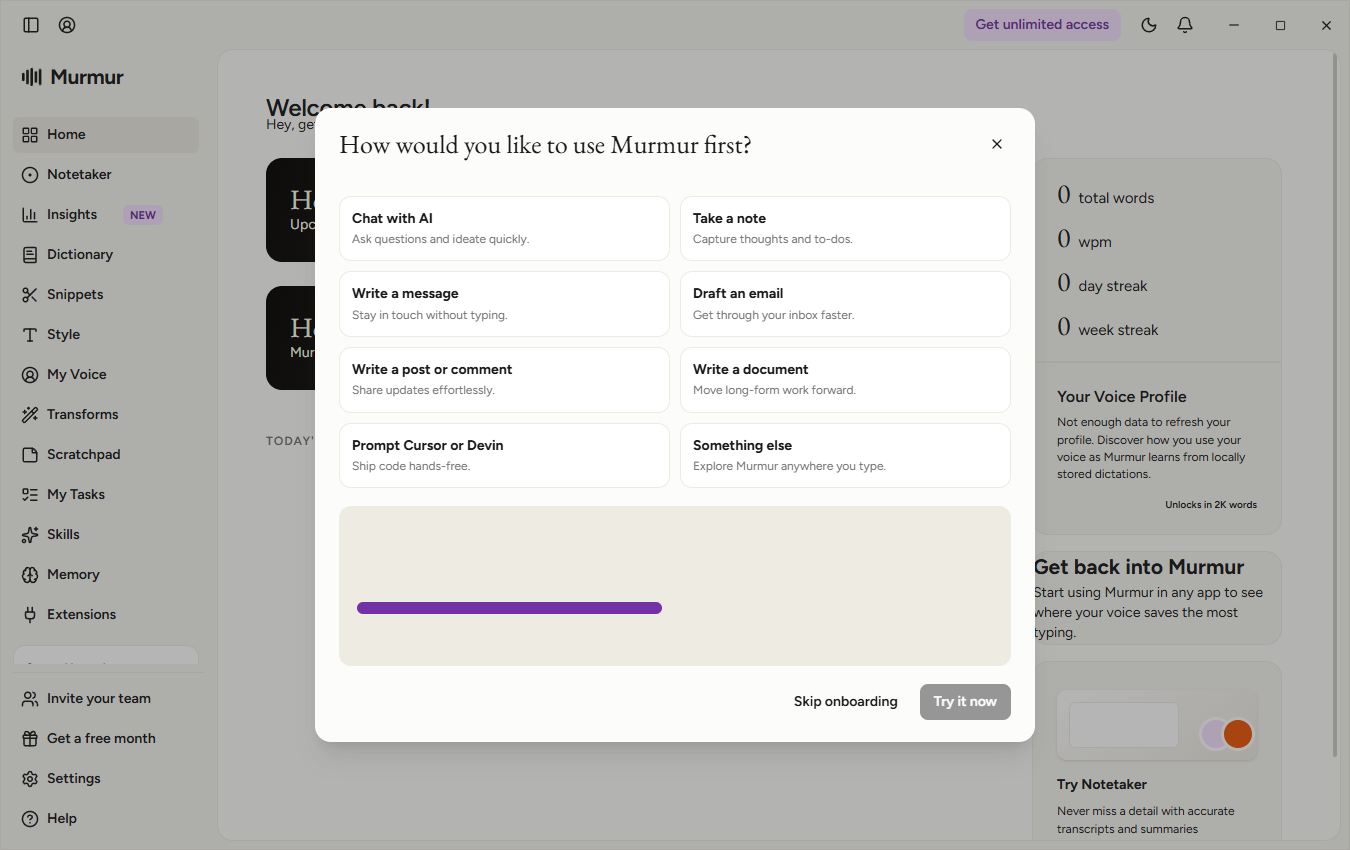 Get unlimited access
Murmur
Home
Notetaker
Insights NEW
Dictionary
Snippets
Style
My Voice
Transforms
Scratchpad
My Tasks
Skills
Memory
Extensions
Invite your team
Get a free month
Settings
Help
Welcome back!
Hey,
TODAY'
How would you like to use Murmur first?
Chat with AI
Ask questions and ideate quickly.
Take a note
Capture thoughts and to-dos.
Write a message
Stay in touch without typing.
Draft an email
Get through your inbox faster.
Write a post or comment
Share updates effortlessly.
Write a document
Move long-form work forward.
Prompt Cursor or Devin
Ship code hands-free.
Something else
Explore Murmur anywhere you type.
Skip onboarding
Try it now
0 total words
0 wpm
0 day streak
0 week streak
Your Voice Profile
Not enough data to refresh your
profile. Discover how you use your
voice as Murmur learns from locally
stored dictations.
Unlocks in 2K words
Get back into Murmur
Start using Murmur in any app to see
where your voice saves the most
typing.
Try Notetaker
Never miss a detail with accurate
transcripts and summaries